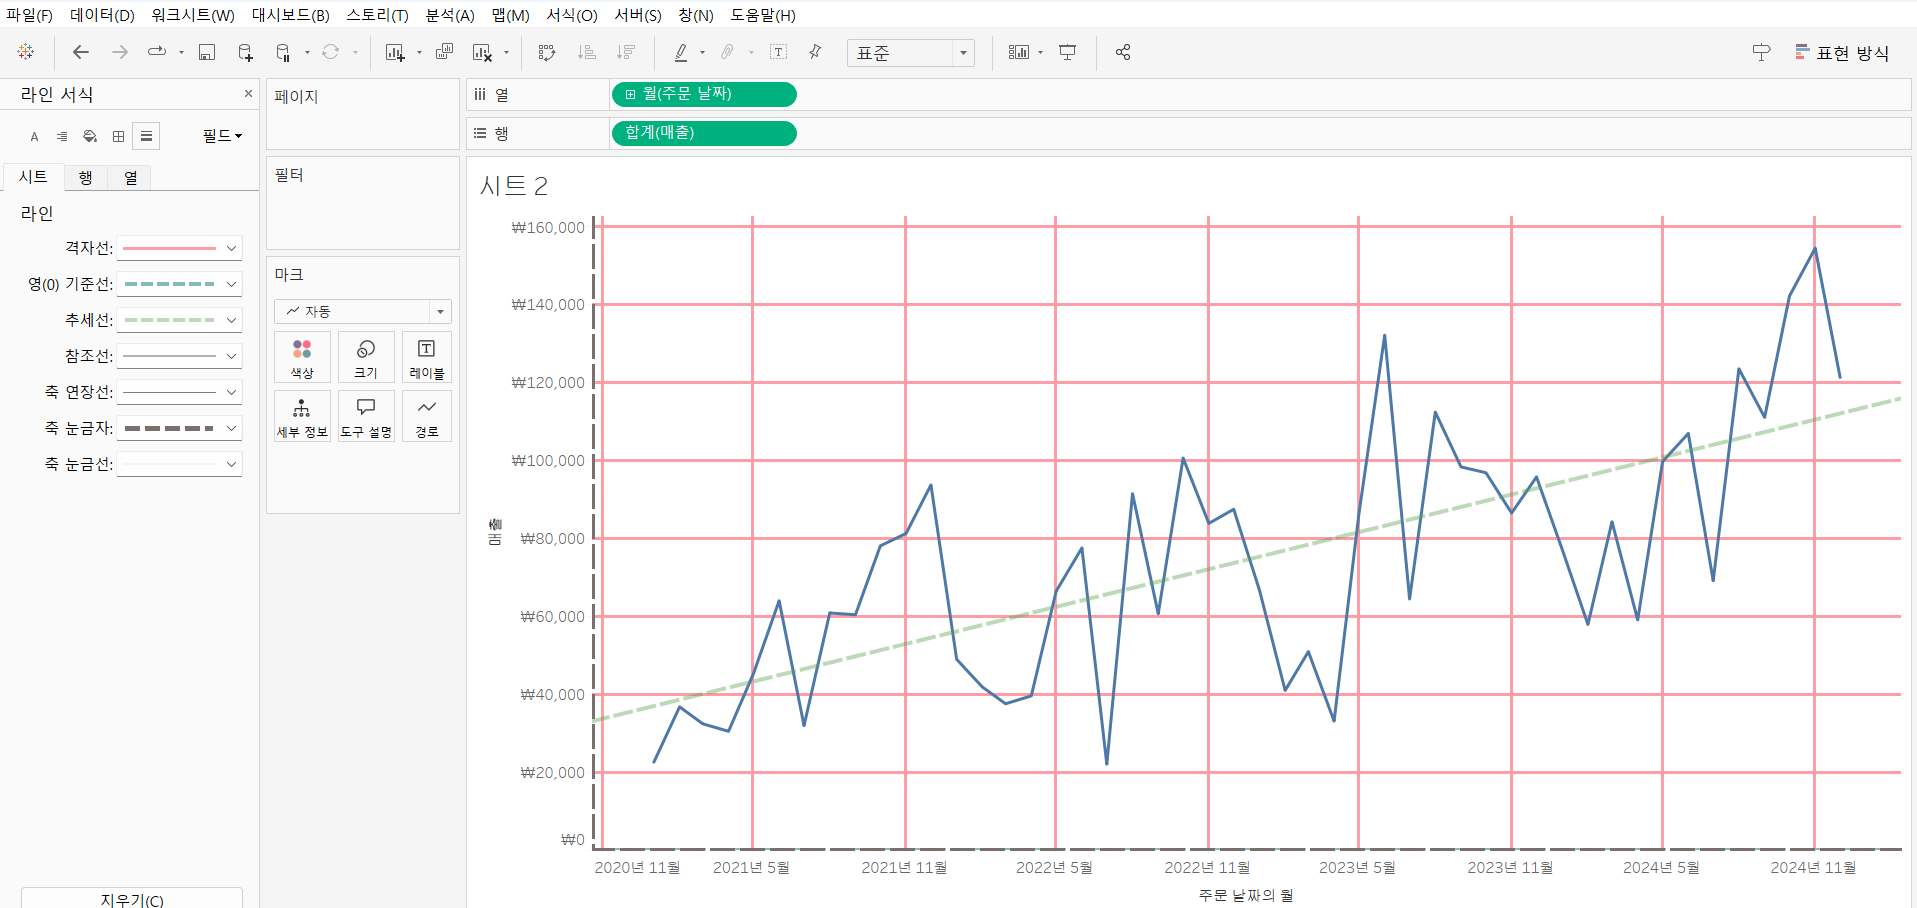 파일(F) 데이터(D) 워크시트(W) 대시보드(B) 스토리(T) 분석(A) 맵(M) 서식(O) 서버(S) 창(N) 도움말(H)
표준
표현 방식
라인 서식
필드
시트 행 열
라인
격자선:
영(0) 기준선:
추세선:
참조선:
축 연장선:
축 눈금자:
축 눈금선:
지우기(C)
페이지
필터
마크
자동
색상 크기 레이블
세부 정보 도구 설명 경로
열 월(주문 날짜)
행 합계(매출)
시트 2
매출
₩160,000
₩140,000
₩120,000
₩100,000
₩80,000
₩60,000
₩40,000
₩20,000
₩0
2020년 11월 2021년 5월 2021년 11월 2022년 5월 2022년 11월 2023년 5월 2023년 11월 2024년 5월 2024년 11월
주문 날짜의 월